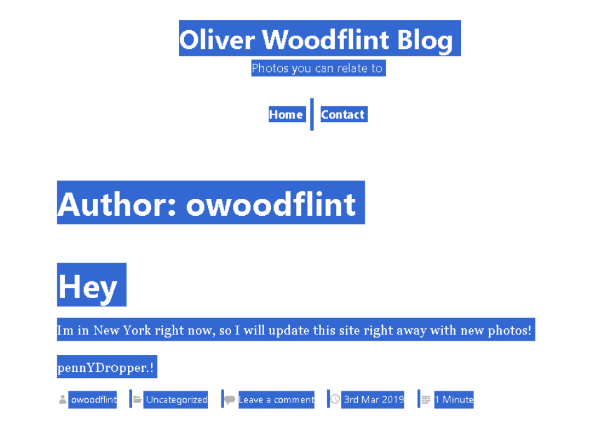 Oliver Woodflint Blog
Photos you can relate to
Home Contact
Author: owoodflint
Hey
Im in New York right now, so I will update this site right away with new photos!
pennYDr0pper.!
owoodflint Uncategorized Leave a comment 3rd Mar 2019 1 Minute